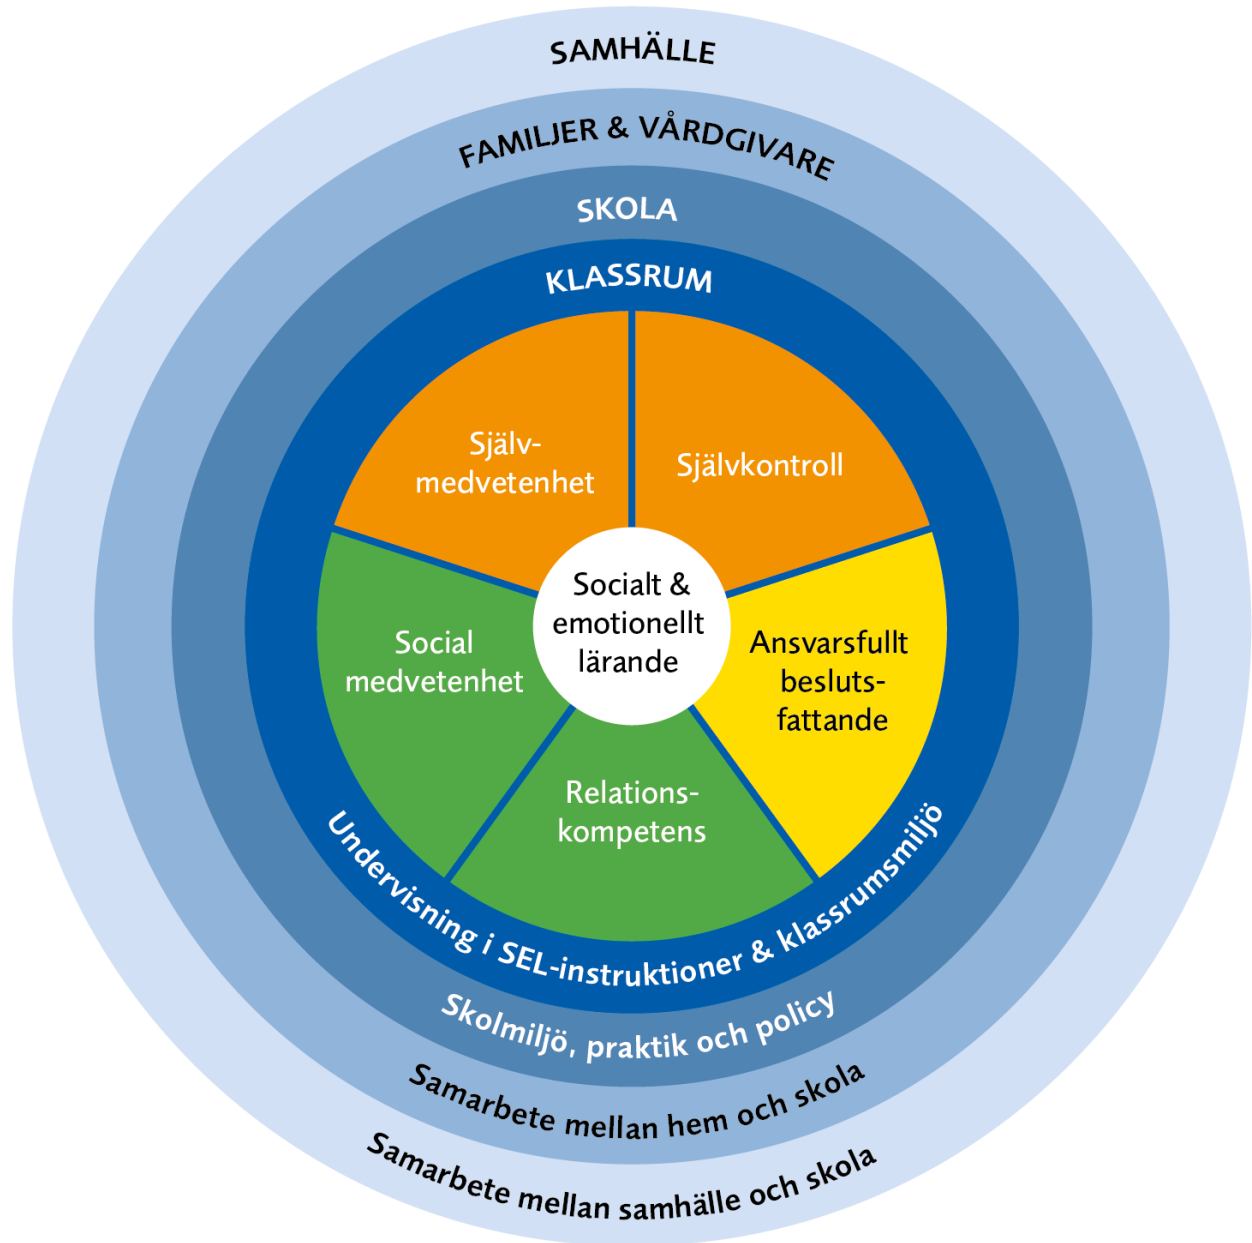 SAMHÄLLE
FAMILJER & VÅRDGIVARE
SKOLA
KLASSRUM
Själv-
medvetenhet
Självkontroll
Socialt &
emotionellt
lärande
Social
medvetenhet
Ansvarsfullt
besluts-
fattande
Relations-
kompetens
Undervisning i SEL-instruktioner & klassrumsmiljö
Skolmiljö, praktik och policy
Samarbete mellan hem och skola
Samarbete mellan samhälle och skola